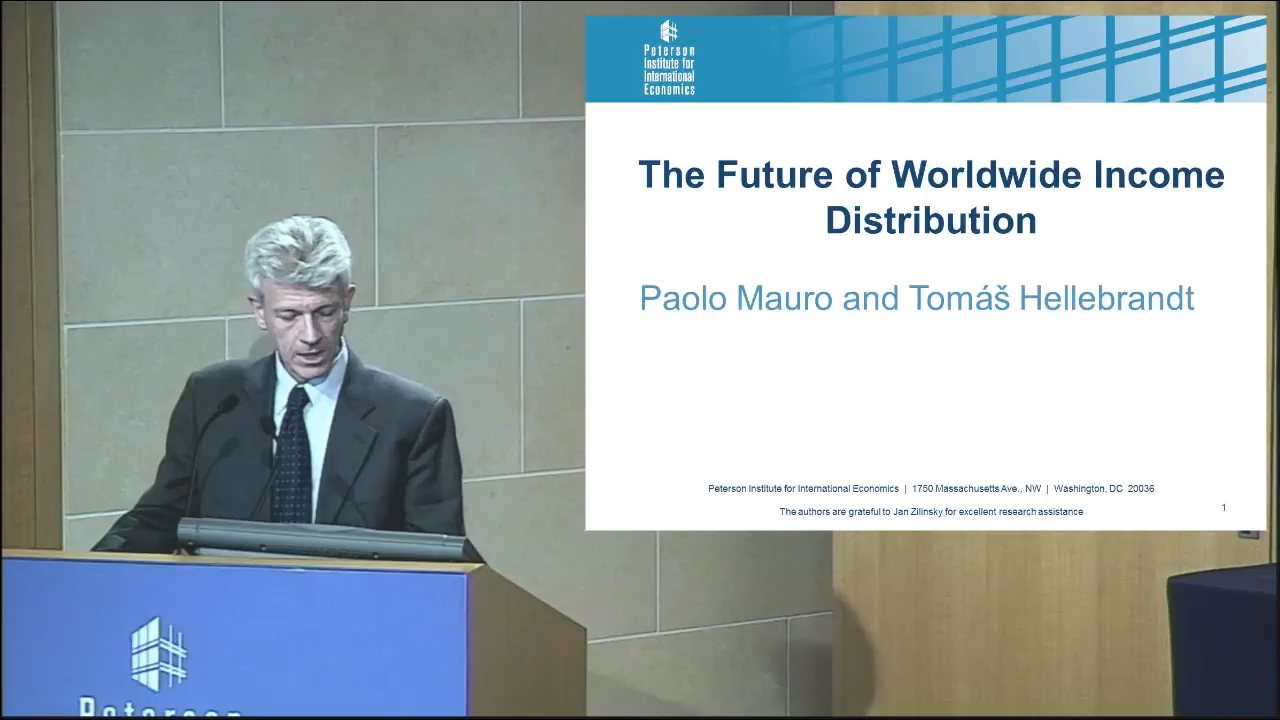 Peterson
Institute for
International
Economics
The Future of Worldwide Income
Distribution
Paolo Mauro and Tomáš Hellebrandt
Peterson Institute for International Economics | 1750 Massachusetts Ave., NW | Washington, DC 20036
The authors are grateful to Jan Zilinsky for excellent research assistance
1
Peterson